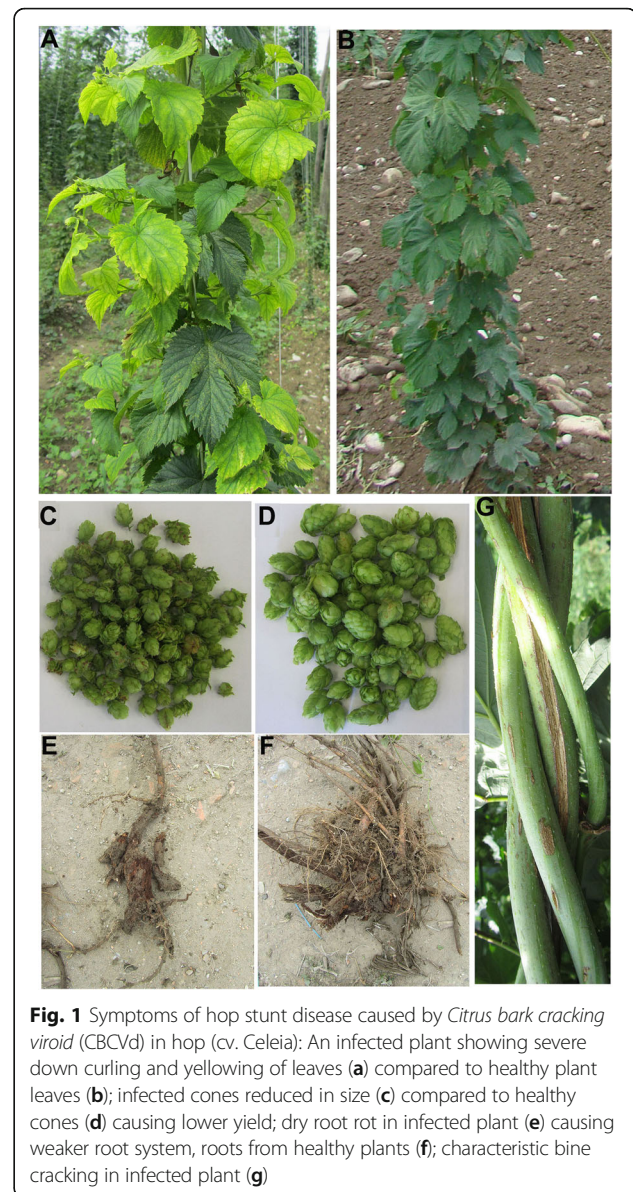 A
B
C
D
G
E
F
Fig. 1 Symptoms of hop stunt disease caused by Citrus bark cracking
viroid (CBCVd) in hop (cv. Celeia): An infected plant showing severe
down curling and yellowing of leaves (a) compared to healthy plant
leaves (b); infected cones reduced in size (c) compared to healthy
cones (d) causing lower yield; dry root rot in infected plant (e) causing
weaker root system, roots from healthy plants (f); characteristic bine
cracking in infected plant (g)